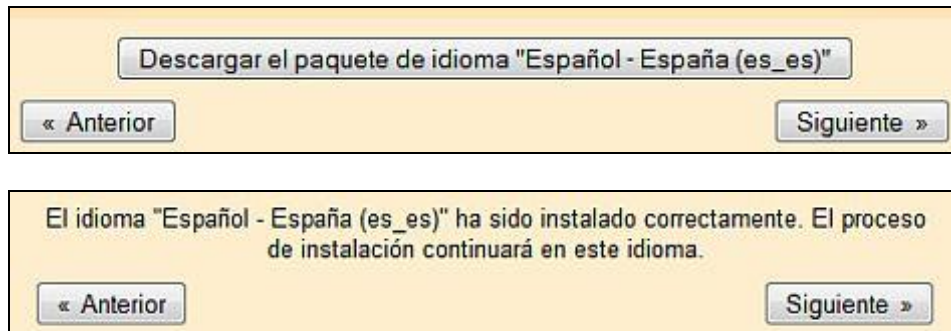 Descargar el paquete de idioma "Español - España (es_es)"
« Anterior
Siguiente »
El idioma "Español - España (es_es)" ha sido instalado correctamente. El proceso
de instalación continuará en este idioma.
« Anterior
Siguiente »